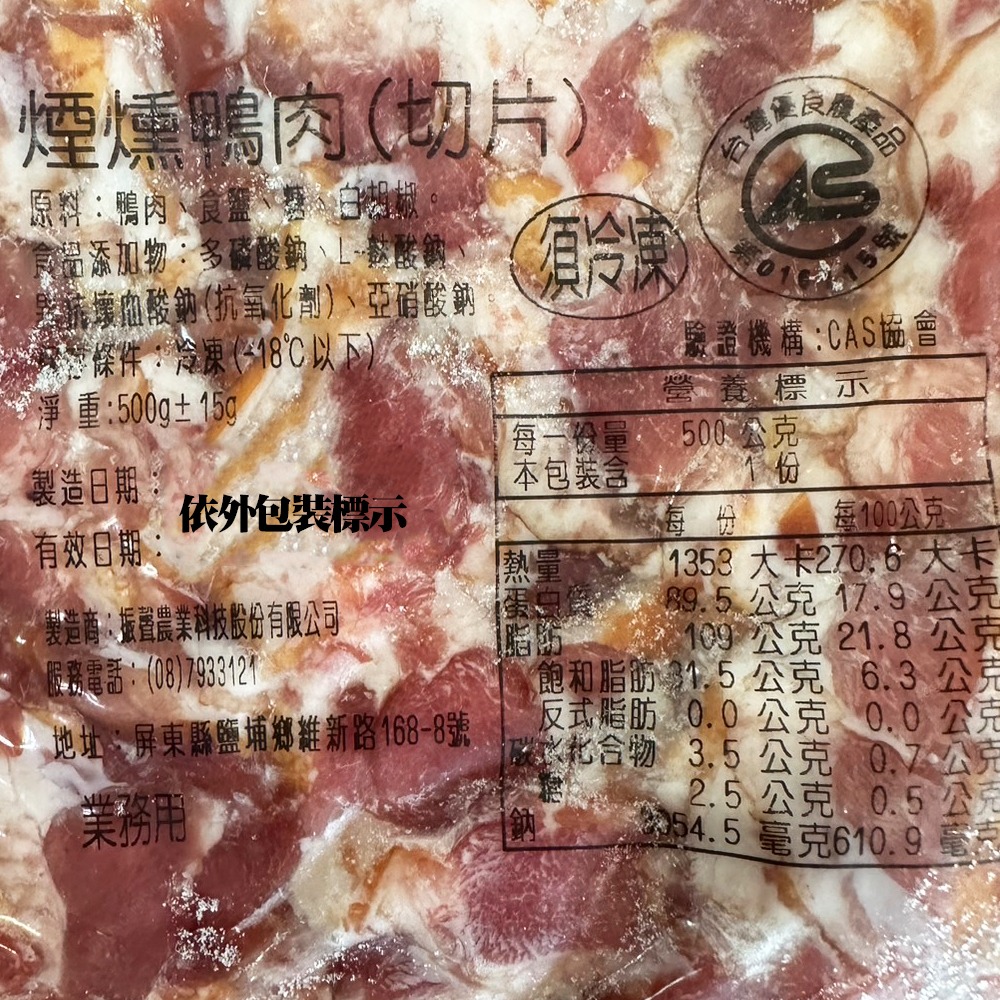 煙燻鴨肉(切片)
原料：鴨肉、食鹽、糖、白胡椒。
食品添加物：多磷酸鈉、L-麩酸鈉、
異抗壞血酸鈉(抗氧化劑)、亞硝酸鈉。
保存條件：冷凍(-18℃以下)
淨 重:500g±15g
製造日期：
依外包裝標示
有效日期：
製造商：振聲農業科技股份有限公司
服務電話：(08)7933121
地址：屏東縣鹽埔鄉維新路168-8號
業務用
須冷凍
台灣優良農產品
CAS
驗證機構:CAS協會
營養標示
每一份量 500 公克
本包裝含 1 份
每 份 每100公克
熱量 1353 大卡 270.6 大卡
蛋白質 89.5 公克 17.9 公克
脂肪 109 公克 21.8 公克
飽和脂肪 31.5 公克 6.3 公克
反式脂肪 0.0 公克 0.0 公克
碳水化合物 3.5 公克 0.7 公克
糖 2.5 公克 0.5 公克
鈉 3054.5 毫克 610.9 毫克